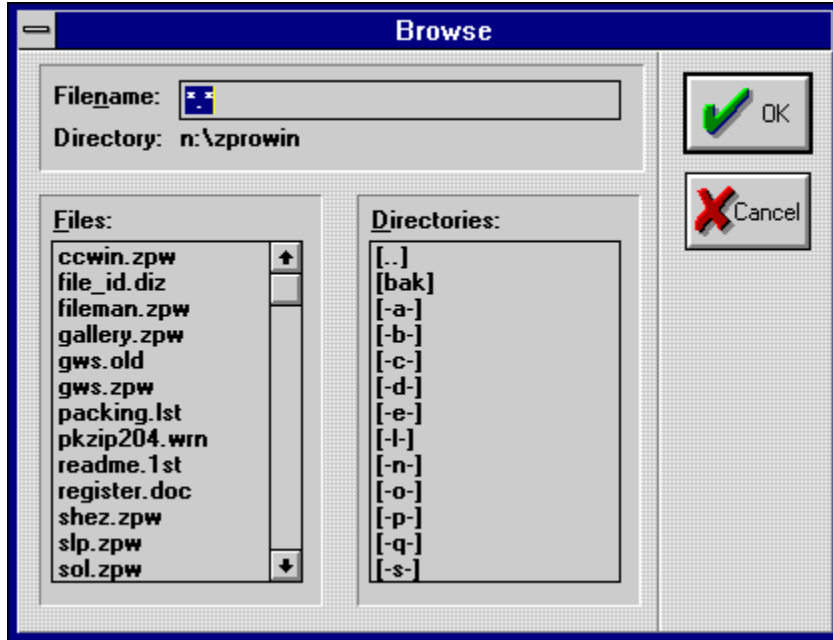 Browse
Filename: *.*
Directory: n:\zprowin
OK
Cancel
Files:
ccwin.zpw
file_id.diz
fileman.zpw
gallery.zpw
gws.old
gws.zpw
packing.lst
pkzip204.wrn
readme.1st
register.doc
shez.zpw
slp.zpw
sol.zpw
Directories:
[..]
[bak]
[-a-]
[-b-]
[-c-]
[-d-]
[-e-]
[-l-]
[-n-]
[-o-]
[-p-]
[-q-]
[-s-]